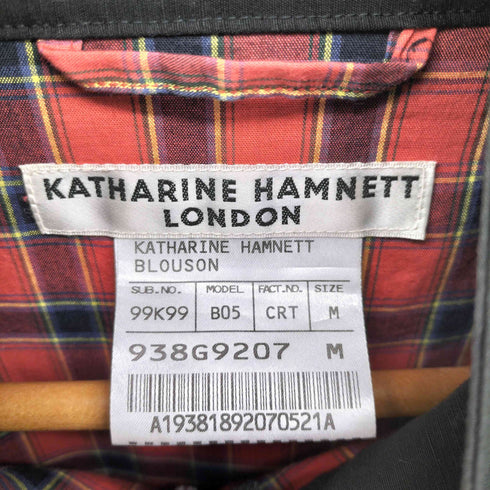 KATHARINE HAMNETT
LONDON
KATHARINE HAMNETT
BLOUSON
SUB.NO. MODEL FACT.NO. SIZE
99K99 B05 CRT M
938G9207 M
A19381892070521A